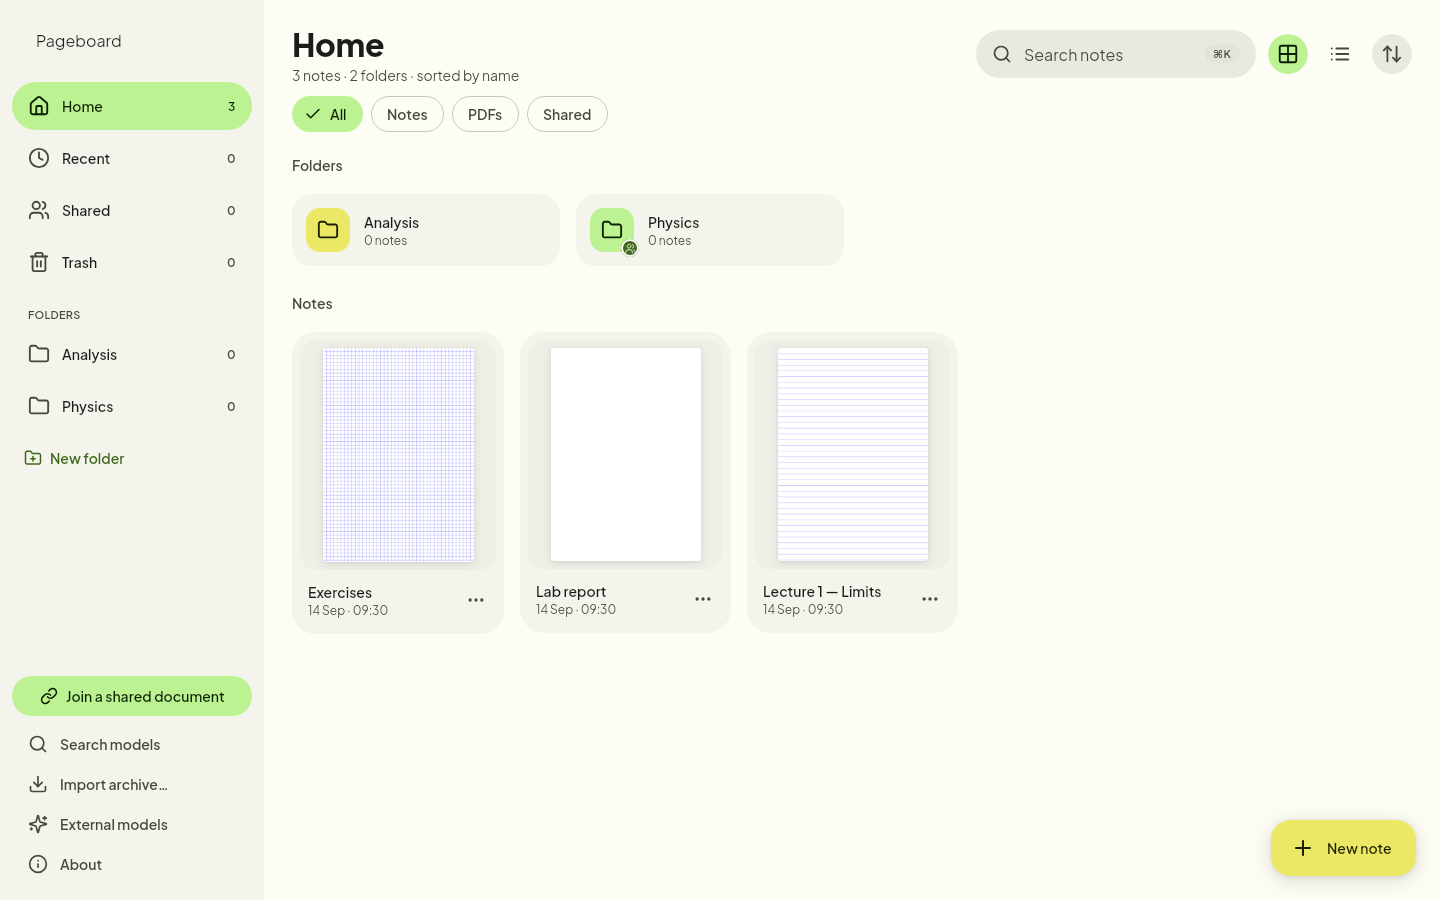 Pageboard
Home 3
Recent 0
Shared 0
Trash 0
FOLDERS
Analysis 0
Physics 0
New folder
Join a shared document
Search models
Import archive…
External models
About
Home
3 notes · 2 folders · sorted by name
Search notes ⌘K
All
Notes
PDFs
Shared
Folders
Analysis
0 notes
Physics
0 notes
Notes
Exercises
14 Sep · 09:30
Lab report
14 Sep · 09:30
Lecture 1 — Limits
14 Sep · 09:30
New note